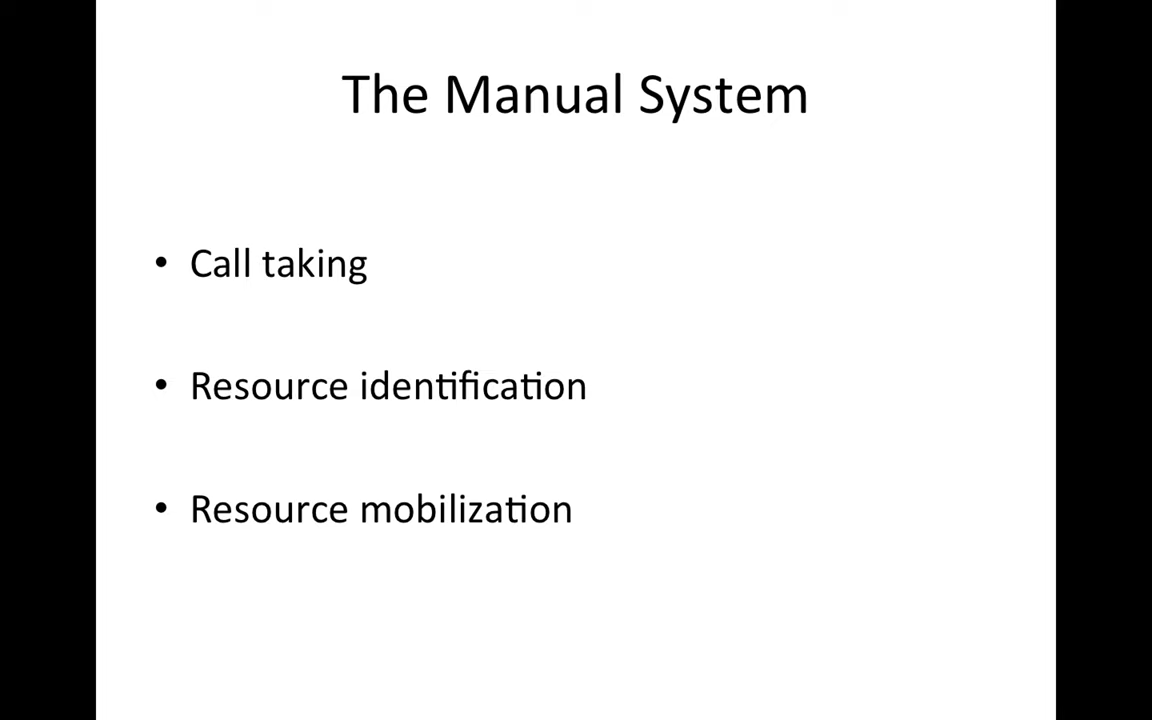 The Manual System
• Call taking
• Resource identification
• Resource mobilization